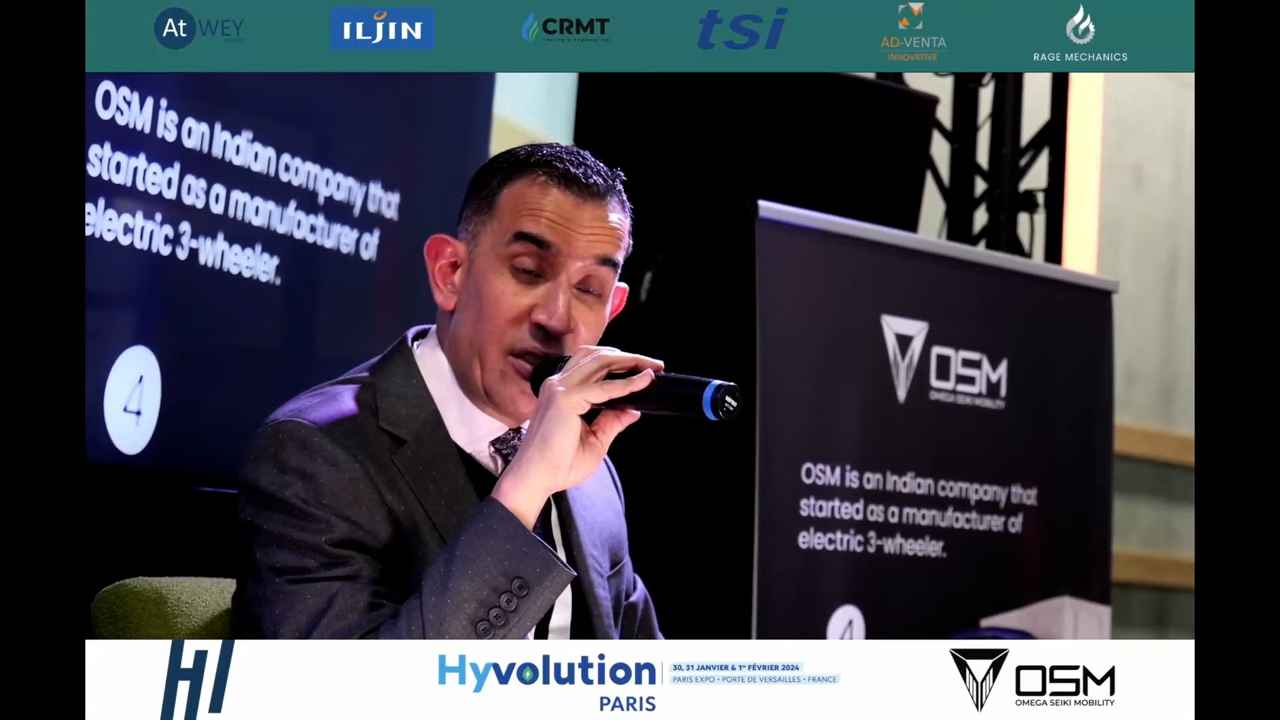 At WEY
ILJIN
CRMT
tsi
AD-VENTA
INNOVATIVE
RAGE MECHANICS
OSM is an Indian company that
started as a manufacturer of
electric 3-wheeler.
4
OSM
OMEGA SEIKI MOBILITY
OSM is an Indian company that
started as a manufacturer of
electric 3-wheeler.
4
Hyvolution
PARIS
30, 31 JANVIER & 1er FÉVRIER 2024
PARIS EXPO • PORTE DE VERSAILLES • FRANCE
OSM
OMEGA SEIKI MOBILITY